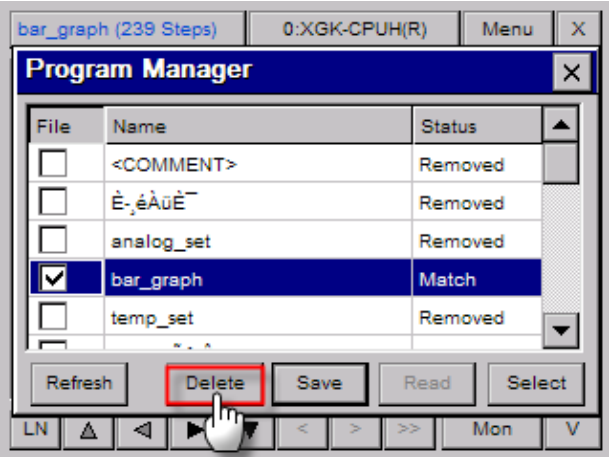 bar_graph (239 Steps) 0:XGK-CPUH(R) Menu X
Program Manager
File Name Status
<COMMENT> Removed
È-¸éÀüÈ¯ Removed
analog_set Removed
bar_graph Match
temp_set Removed
Refresh Delete Save Read Select
LN < > >> Mon V